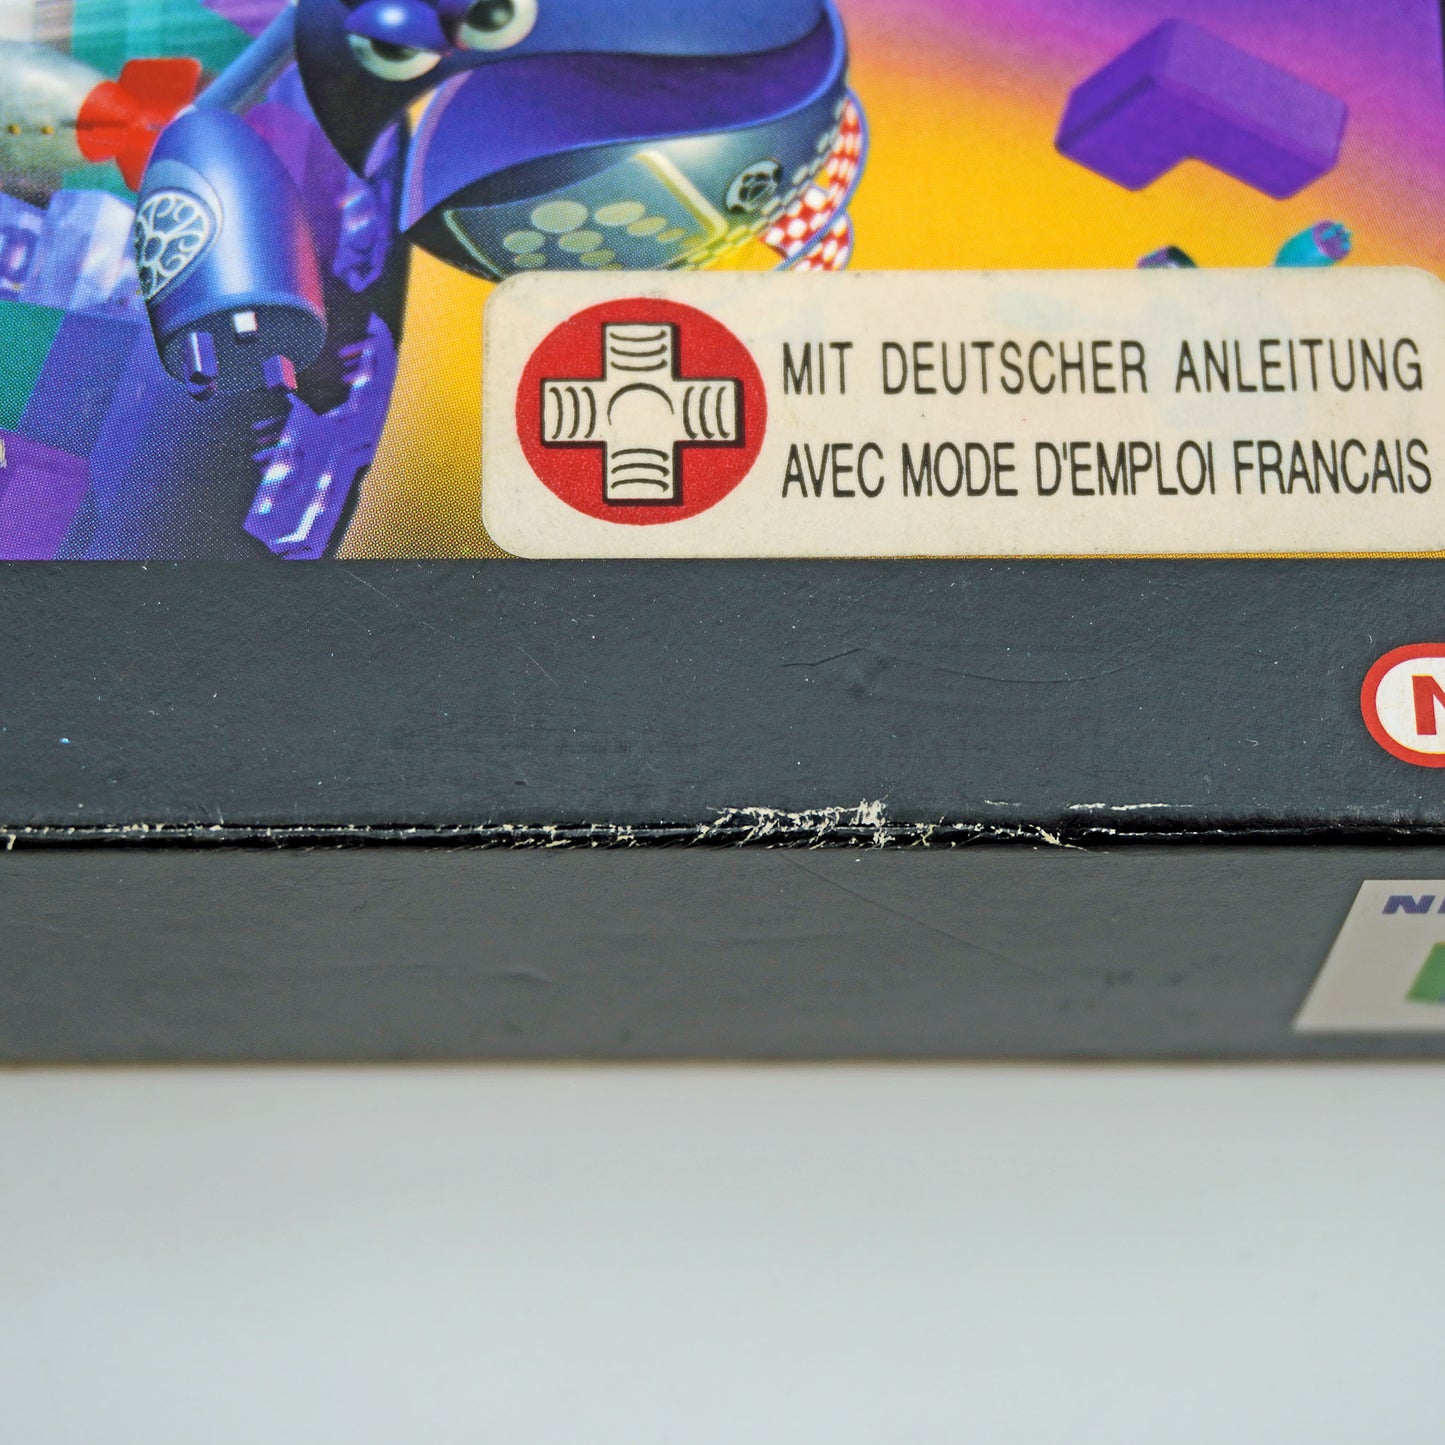 MIT DEUTSCHER ANLEITUNG
AVEC MODE D'EMPLOI FRANCAIS